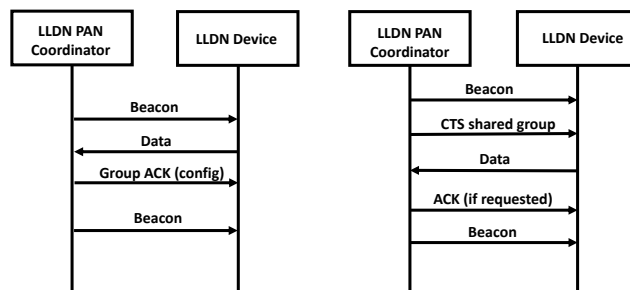 LLDN PAN
Coordinator
LLDN Device
Beacon
Data
Group ACK (config)
Beacon
LLDN PAN
Coordinator
LLDN Device
Beacon
CTS shared group
Data
ACK (if requested)
Beacon